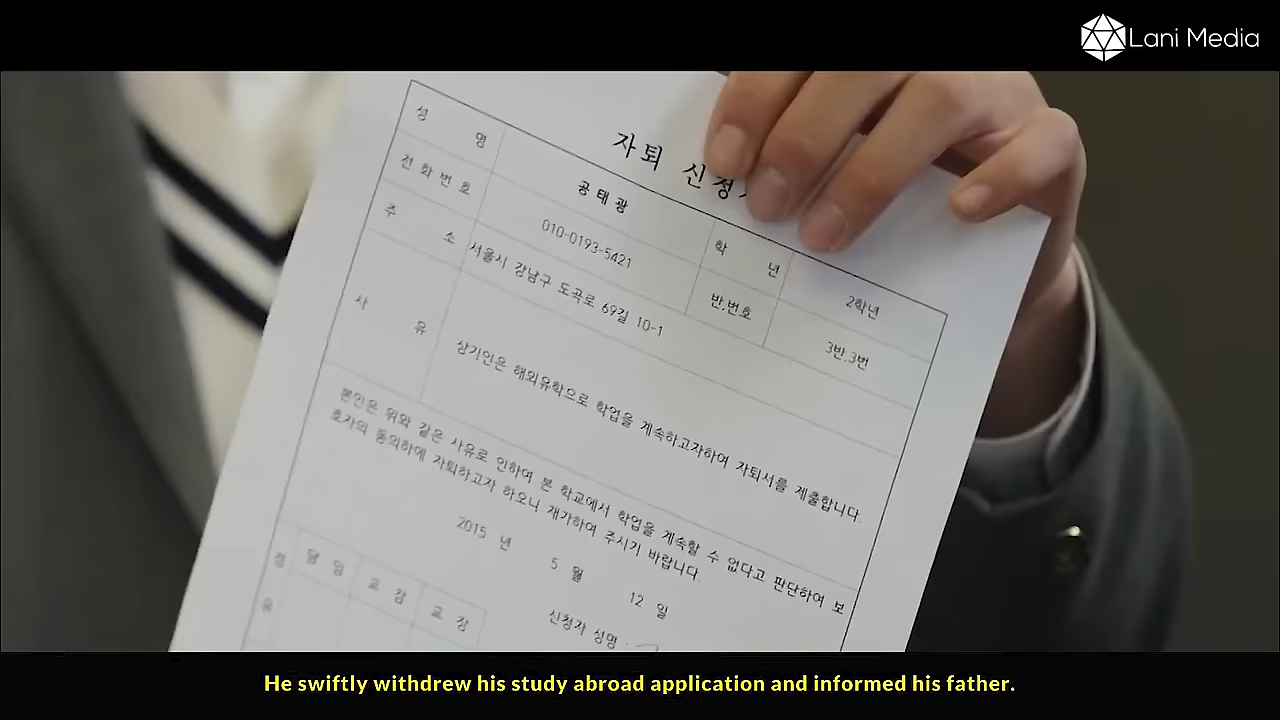 Lani Media
자퇴 신청
성 명 공태광 학 년 2학년
전화번호 010-0193-5421 반,번호 3반,3번
주 소 서울시 강남구 도곡로 69길 10-1
사 유 상기인은 해외유학으로 학업을 계속하고자하여 자퇴서를 제출합니다.
본인은 위와 같은 사유로 인하여 본 학교에서 학업을 계속할 수 없다고 판단하여 보
호자의 동의하에 자퇴하고자 하오니 재가하여 주시기 바랍니다.
2015 년 5 월 12 일
신청자 성명 :
담 임 교 감 교 장
He swiftly withdrew his study abroad application and informed his father.